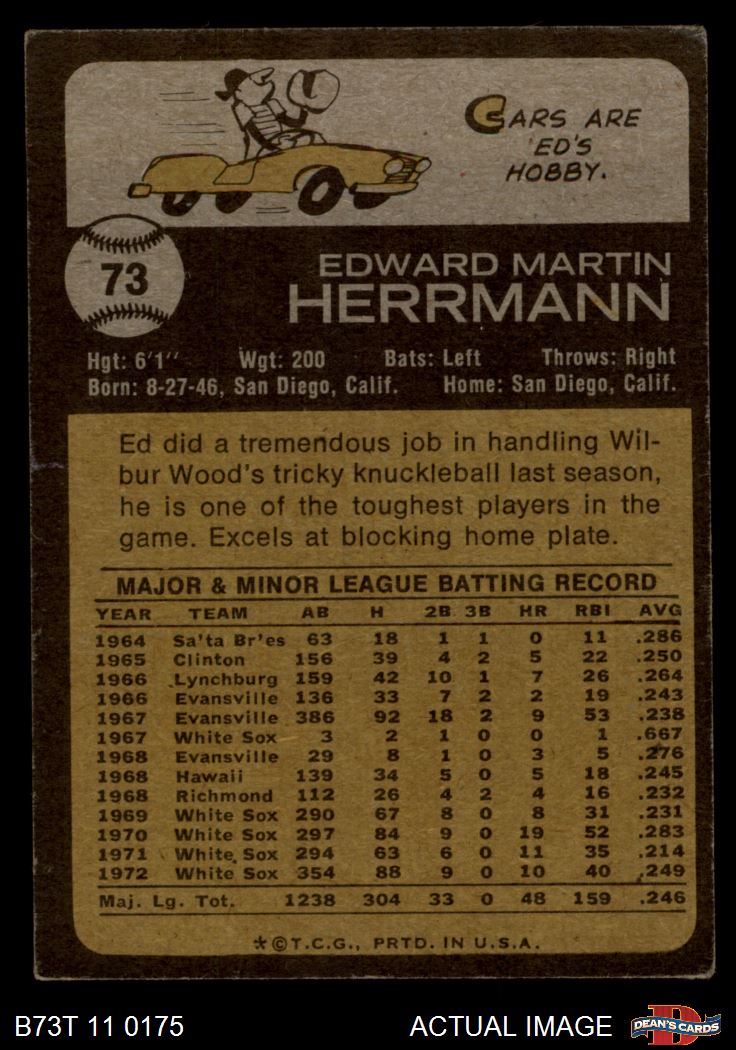 CARS ARE
ED'S
HOBBY.
73
EDWARD MARTIN
HERRMANN
Hgt: 6'1" Wgt: 200 Bats: Left Throws: Right
Born: 8-27-46, San Diego, Calif. Home: San Diego, Calif.
Ed did a tremendous job in handling Wil-
bur Wood's tricky knuckleball last season,
he is one of the toughest players in the
game. Excels at blocking home plate.
MAJOR & MINOR LEAGUE BATTING RECORD
YEAR TEAM AB H 2B 3B HR RBI AVG
1964 Sa'ta Br'es 63 18 1 1 0 11 .286
1965 Clinton 156 39 4 2 5 22 .250
1966 Lynchburg 159 42 10 1 7 26 .264
1966 Evansville 136 33 7 2 2 19 .243
1967 Evansville 386 92 18 2 9 53 .238
1967 White Sox 3 2 1 0 0 1 .667
1968 Evansville 29 8 1 0 3 5 .276
1968 Hawaii 139 34 5 0 5 18 .245
1968 Richmond 112 26 4 2 4 16 .232
1969 White Sox 290 67 8 0 8 31 .231
1970 White Sox 297 84 9 0 19 52 .283
1971 White Sox 294 63 6 0 11 35 .214
1972 White Sox 354 88 9 0 10 40 .249
Maj. Lg. Tot. 1238 304 33 0 48 159 .246
*©T.C.G., PRTD. IN U.S.A.
B73T 11 0175 ACTUAL IMAGE DEAN'S CARDS